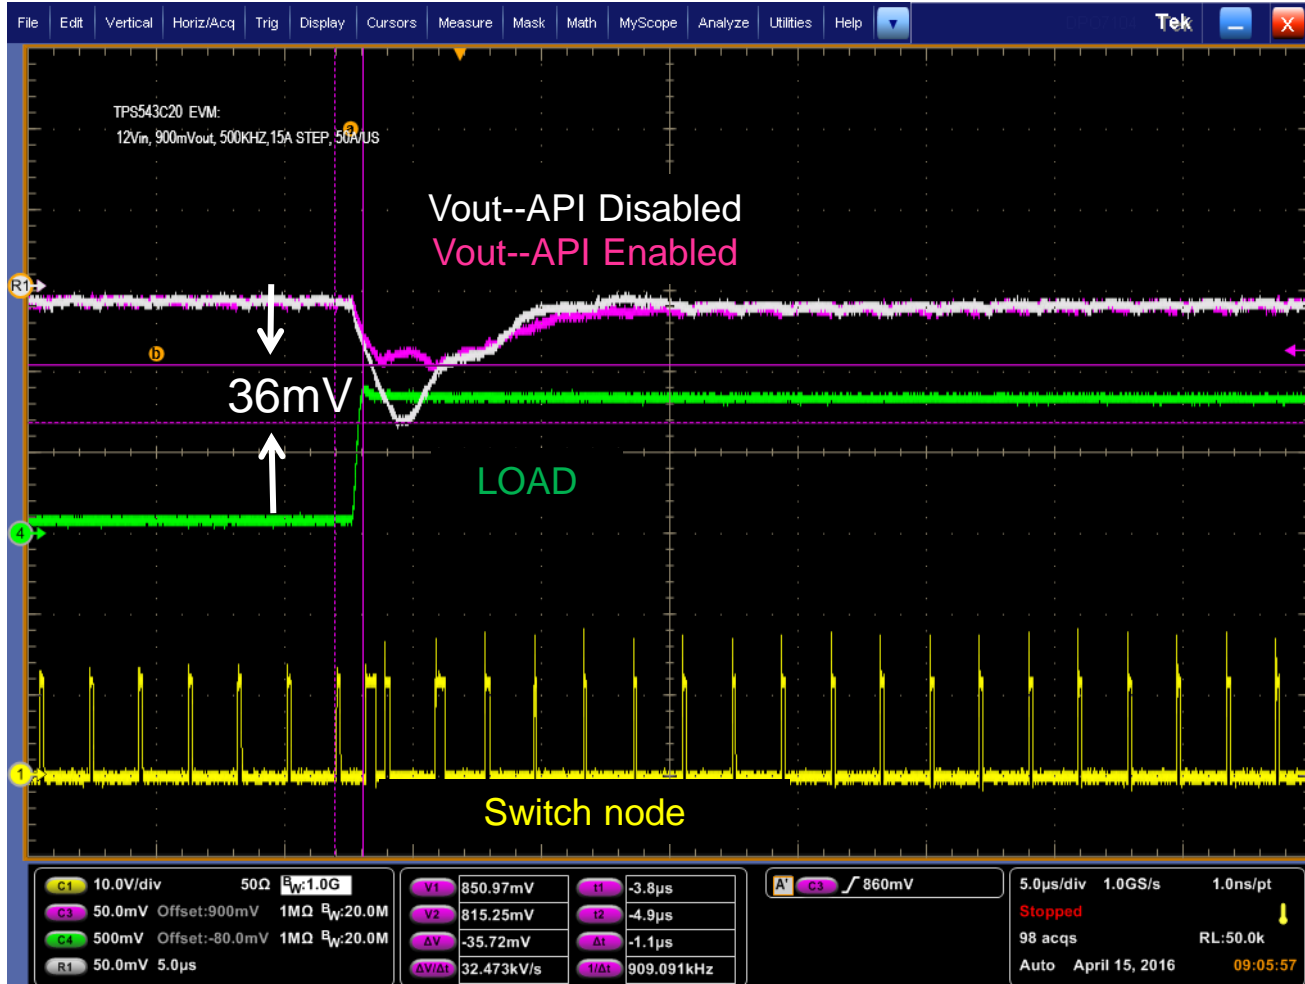 File Edit Vertical Horiz/Acq Trig Display Cursors Measure Mask Math MyScope Analyze Utilities Help Tek X
TPS543C20 EVM:
a
12Vin, 900mVout, 500KHZ,15A STEP, 50A/US
Vout--API Disabled
Vout--API Enabled
R1
b
36mV
LOAD
4
1
Switch node
C1 10.0V/div 50Ω BW:1.0G
C3 50.0mV Offset:900mV 1MΩ BW:20.0M
C4 500mV Offset:-80.0mV 1MΩ BW:20.0M
R1 50.0mV 5.0µs
V1 850.97mV t1 -3.8µs
V2 815.25mV t2 -4.9µs
ΔV -35.72mV Δt -1.1µs
ΔV/Δt 32.473kV/s 1/Δt 909.091kHz
A' C3 860mV
5.0µs/div 1.0GS/s 1.0ns/pt
Stopped
98 acqs RL:50.0k
Auto April 15, 2016 09:05:57